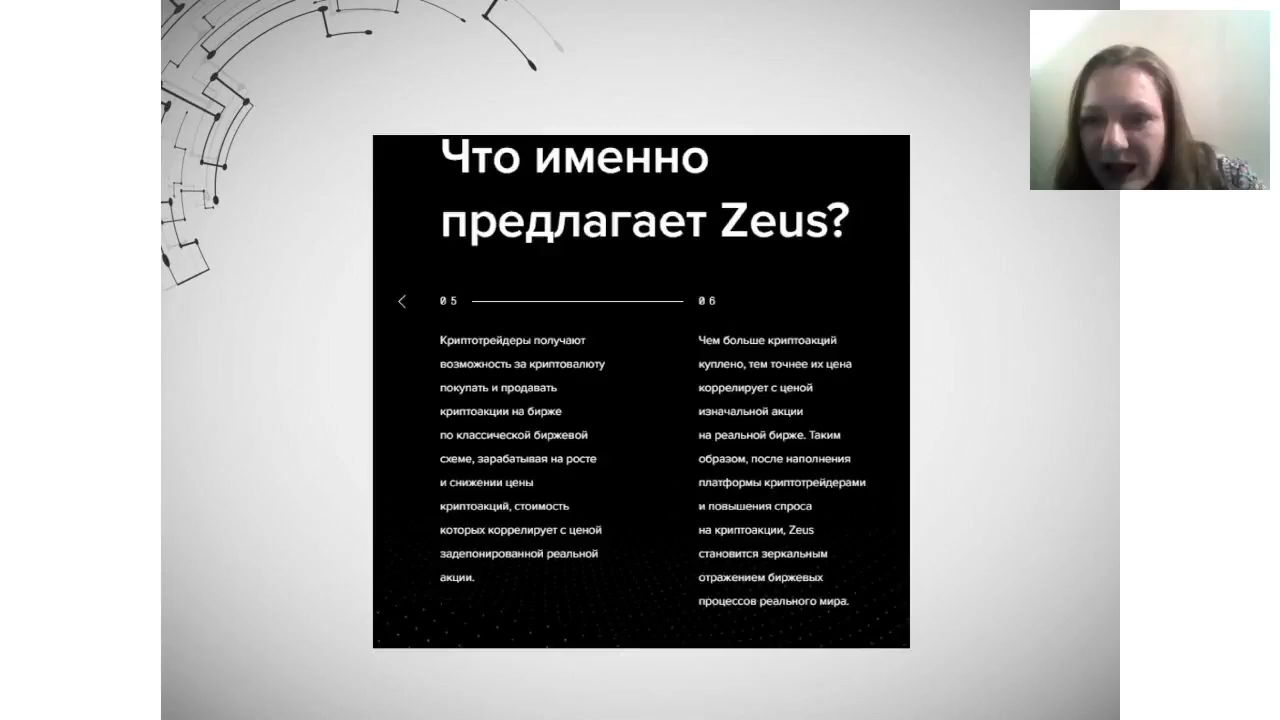 Что именно
предлагает Zeus?
05
06
Криптотрейдеры получают
возможность за криптовалюту
покупать и продавать
криптоакции на бирже
по классической биржевой
схеме, зарабатывая на росте
и снижении цены
криптоакций, стоимость
которых коррелирует с ценой
задепонированной реальной
акции.
Чем больше криптоакций
куплено, тем точнее их цена
коррелирует с ценой
изначальной акции
на реальной бирже. Таким
образом, после наполнения
платформы криптотрейдерами
и повышения спроса
на криптоакции, Zeus
становится зеркальным
отражением биржевых
процессов реального мира.